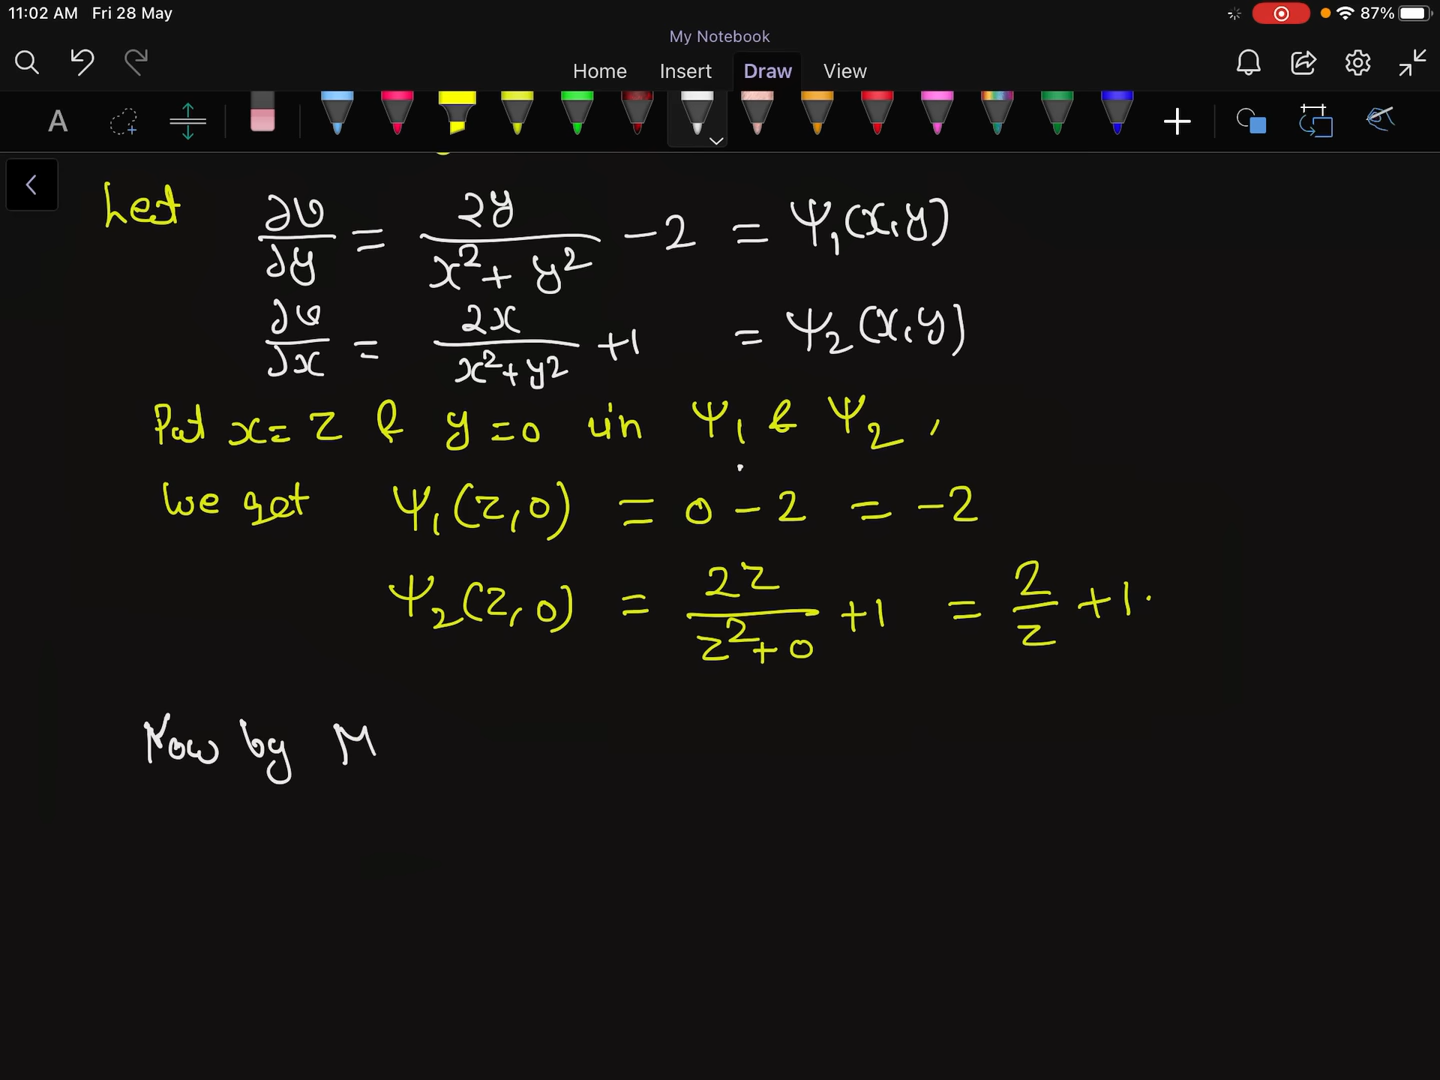 11:02 AM Fri 28 May
87%
My Notebook
Home Insert Draw View
A
Let ∂v/∂y = 2y/(x²+y²) -2 = Ψ₁(x,y)
∂v/∂x = 2x/(x²+y²) +1 = Ψ₂(x,y)
Put x=z & y=0 in Ψ₁ & Ψ₂,
We get Ψ₁(z,0) = 0-2 = -2
Ψ₂(z,0) = 2z/(z²+0) +1 = 2/z +1.
Now by M